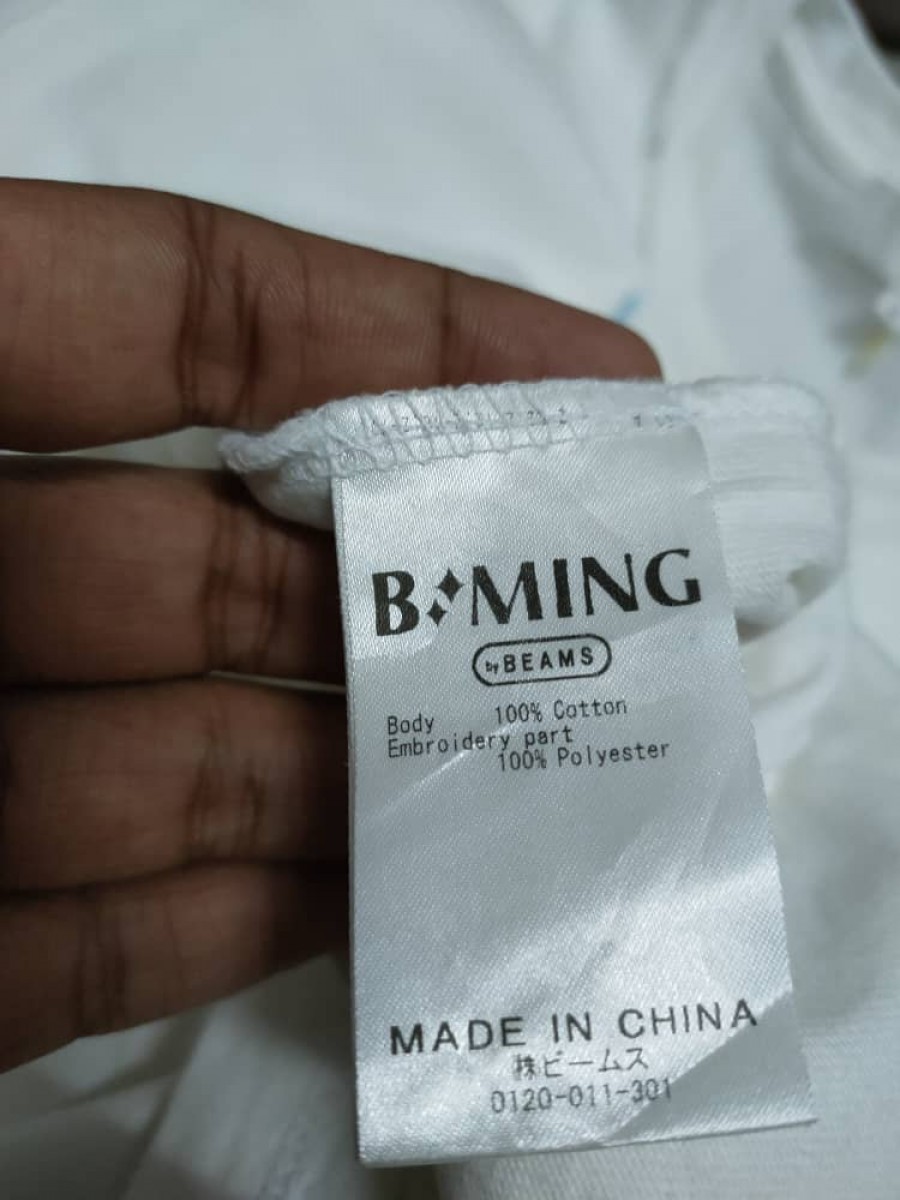 B:MING
by BEAMS
Body 100% Cotton
Embroidery part
100% Polyester
MADE IN CHINA
株ビームス
0120-011-301